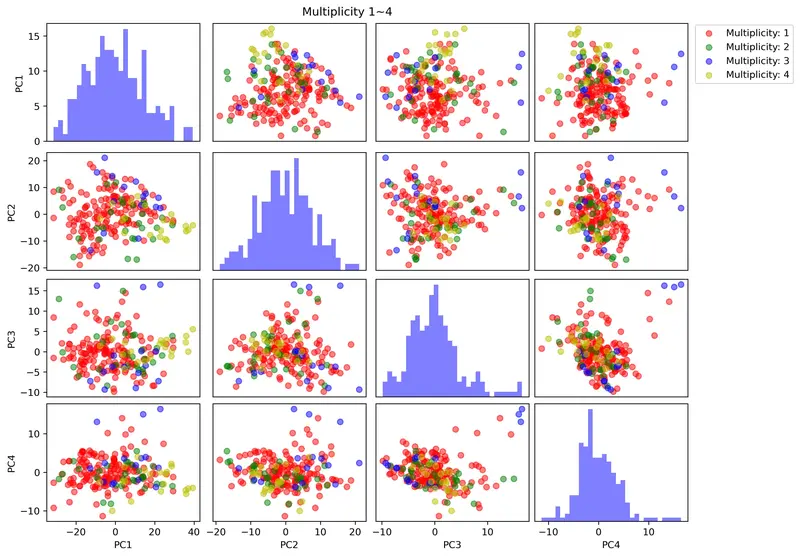 Multiplicity 1~4
Multiplicity: 1
Multiplicity: 2
Multiplicity: 3
Multiplicity: 4
PC1
15
10
5
0
PC2
20
10
0
−10
−20
PC3
15
10
5
0
−5
−10
PC4
10
0
−10
−20 0 20 40 −20 −10 0 10 20 −10 0 10 −10 0 10
PC1 PC2 PC3 PC4